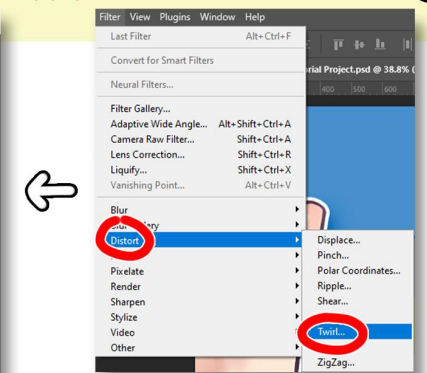 Filter View Plugins Window Help
Last Filter Alt+Ctrl+F
Convert for Smart Filters
rial Project.psd @ 38.8% (
Neural Filters...
400 500 600
Filter Gallery...
Adaptive Wide Angle... Alt+Shift+Ctrl+A
Camera Raw Filter... Shift+Ctrl+A
Lens Correction... Shift+Ctrl+R
Liquify... Shift+Ctrl+X
Vanishing Point... Alt+Ctrl+V
Blur
Distort
Displace...
Pinch...
Pixelate
Polar Coordinates...
Render
Ripple...
Sharpen
Shear...
Stylize
Video
Twirl...
Other
ZigZag...